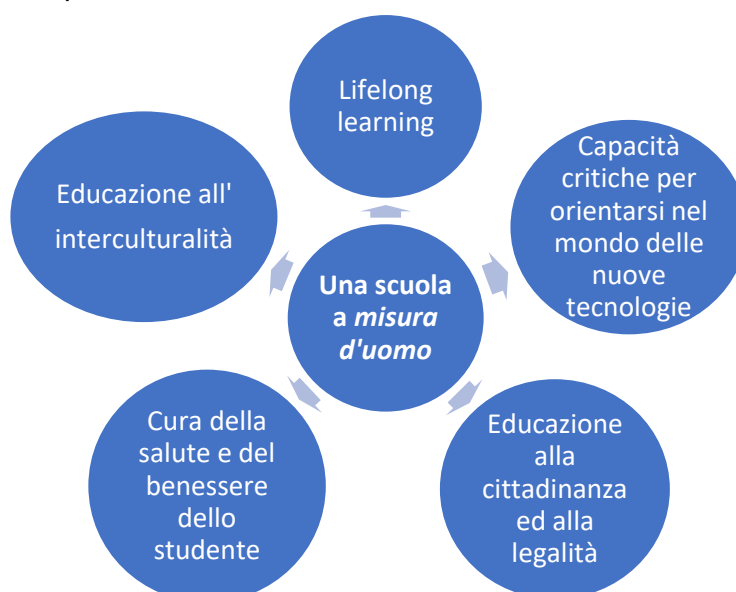 Lifelong
learning
Capacità
critiche per
orientarsi nel
mondo delle
nuove
tecnologie
Educazione all'
interculturalità
Una scuola
a misura
d'uomo
Cura della
salute e del
benessere
dello
studente
Educazione
alla
cittadinanza
ed alla
legalità